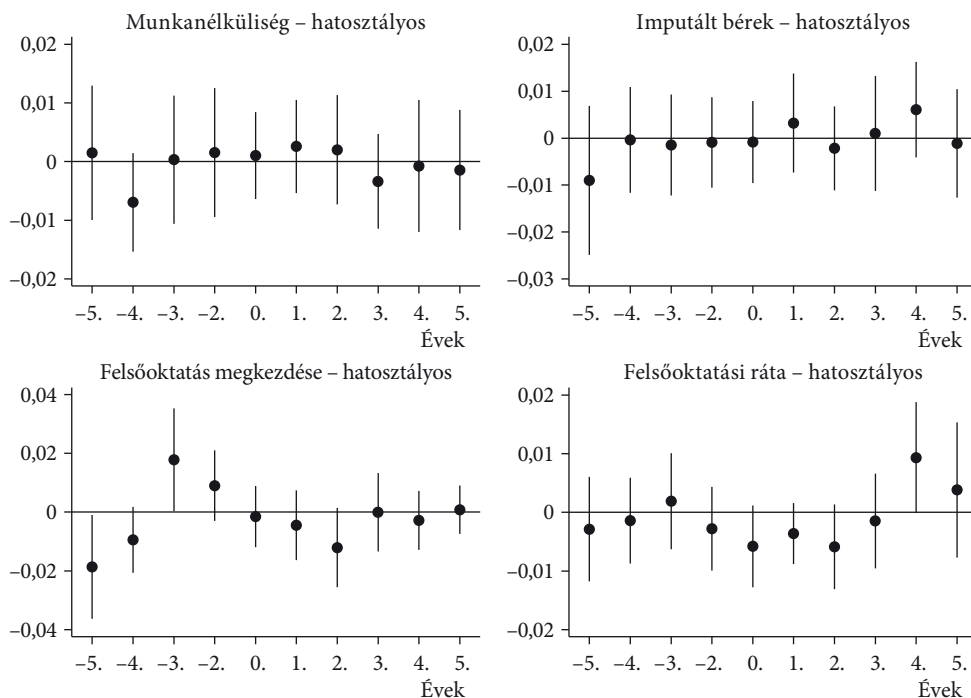 Munkanélküliség – hatosztályos
0,02
0,01
0
–0,01
–0,02
–5. –4. –3. –2. 0. 1. 2. 3. 4. 5.
Évek
Imputált bérek – hatosztályos
0,02
0,01
0
–0,01
–0,02
–0,03
–5. –4. –3. –2. 0. 1. 2. 3. 4. 5.
Évek
Felsőoktatás megkezdése – hatosztályos
0,04
0,02
0
–0,02
–0,04
–5. –4. –3. –2. 0. 1. 2. 3. 4. 5.
Évek
Felsőoktatási ráta – hatosztályos
0,02
0,01
0
–0,01
–0,02
–5. –4. –3. –2. 0. 1. 2. 3. 4. 5.
Évek